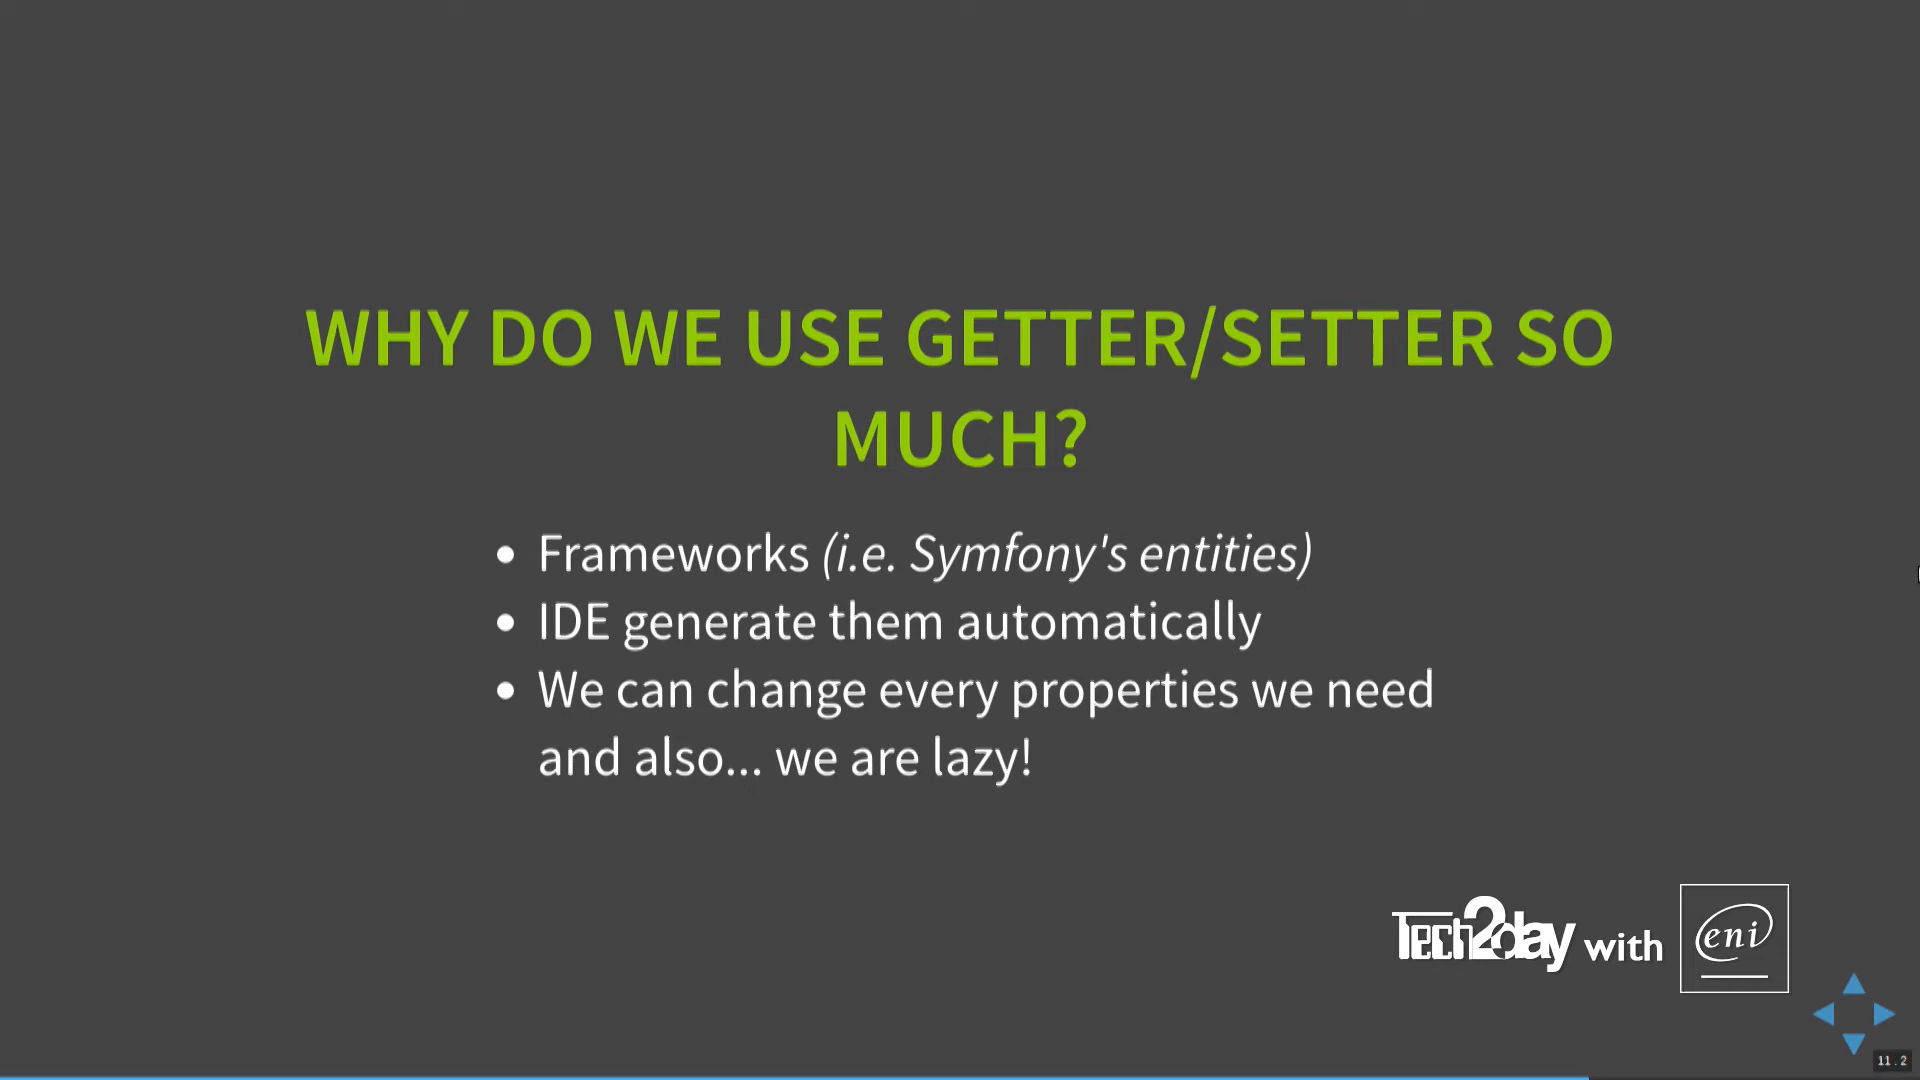 WHY DO WE USE GETTER/SETTER SO
MUCH?
• Frameworks (i.e. Symfony's entities)
• IDE generate them automatically
• We can change every properties we need
and also... we are lazy!
Tech2day with eni
11.2